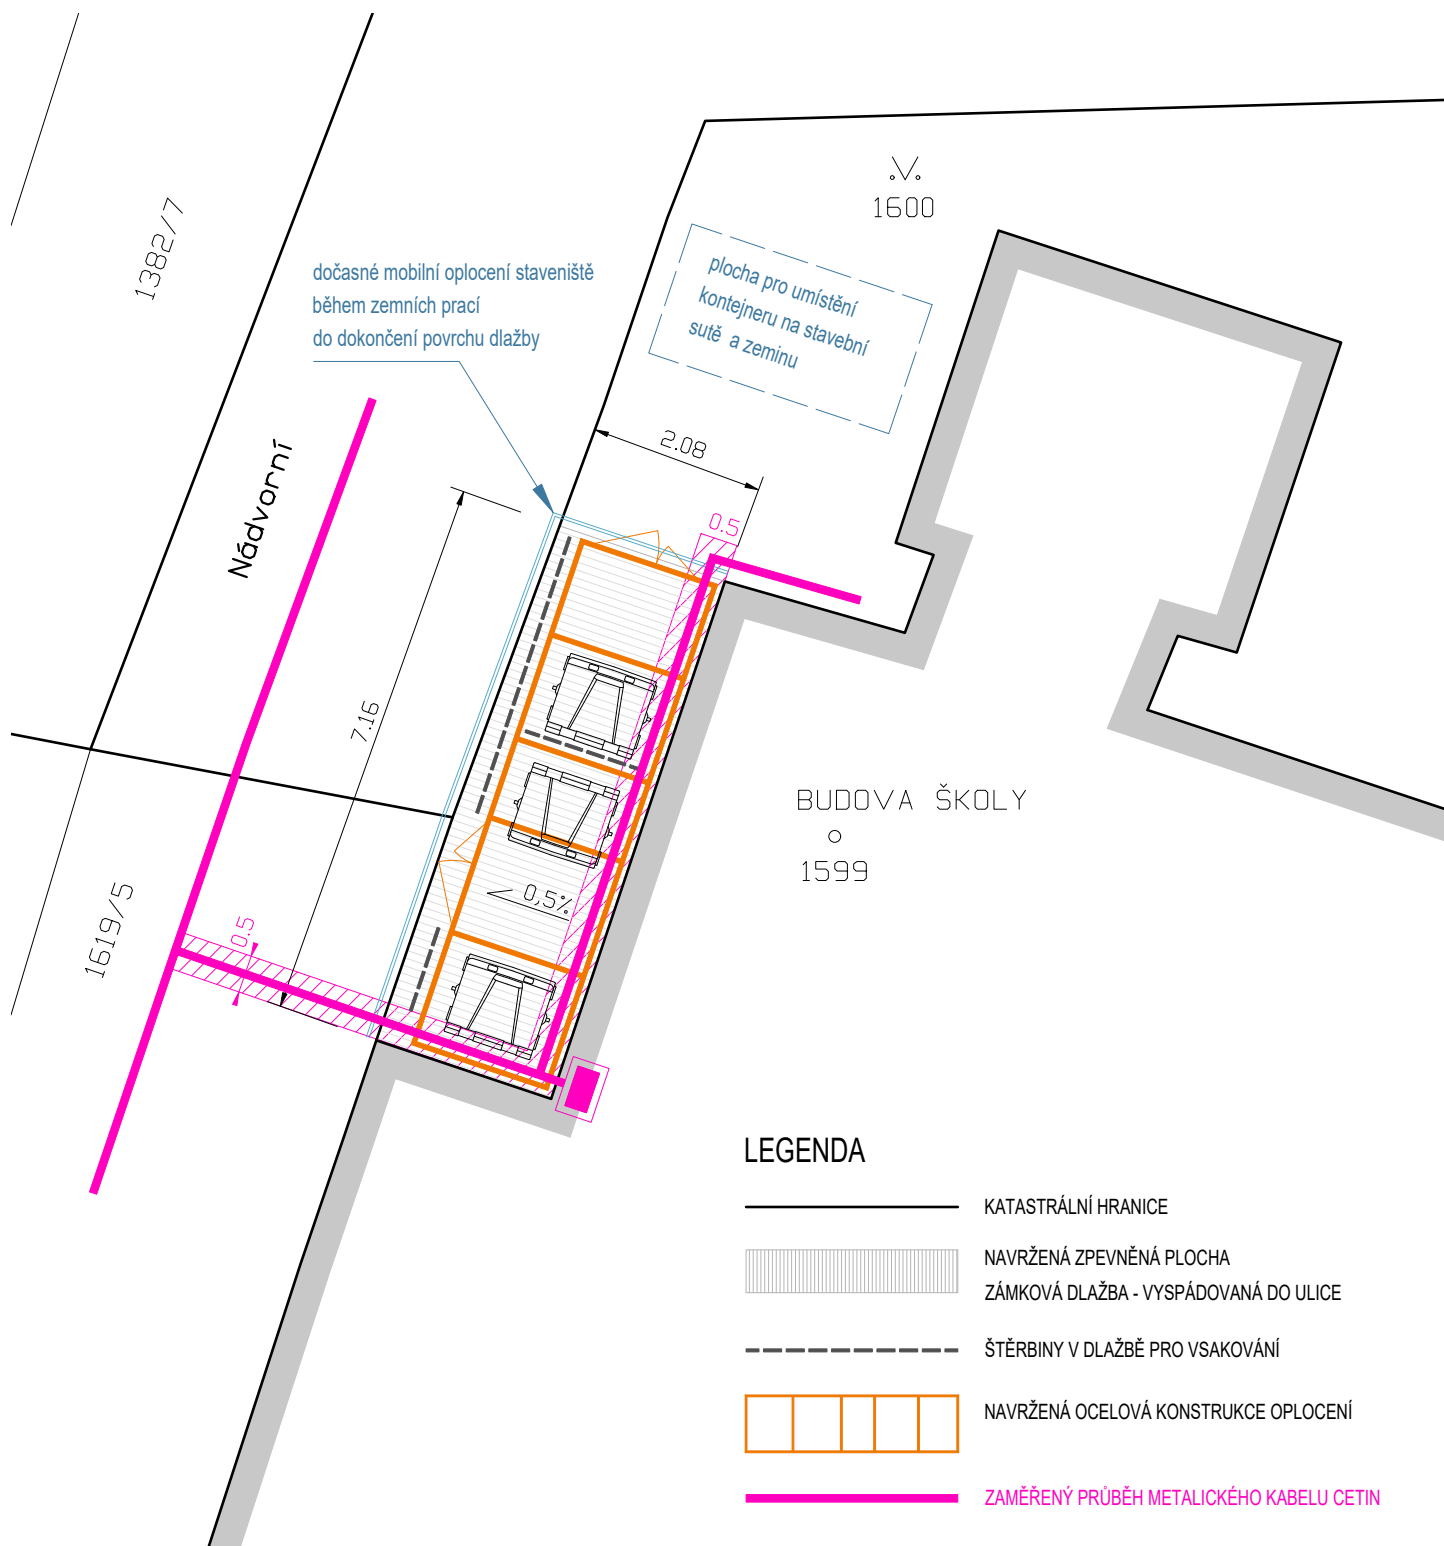 1600
1382/7
dočasné mobilní oplocení staveniště
během zemních prací
do dokončení povrchu dlažby
plocha pro umístění
kontejneru na stavební
sutě a zeminu
2.08
Nádvorní
0.5
7.16
BUDOVA ŠKOLY
1599
0,5%
1619/5
0.5
LEGENDA
KATASTRÁLNÍ HRANICE
NAVRŽENÁ ZPEVNĚNÁ PLOCHA
ZÁMKOVÁ DLAŽBA - VYSPÁDOVANÁ DO ULICE
ŠTĚRBINY V DLAŽBĚ PRO VSAKOVÁNÍ
NAVRŽENÁ OCELOVÁ KONSTRUKCE OPLOCENÍ
ZAMĚŘENÝ PRŮBĚH METALICKÉHO KABELU CETIN